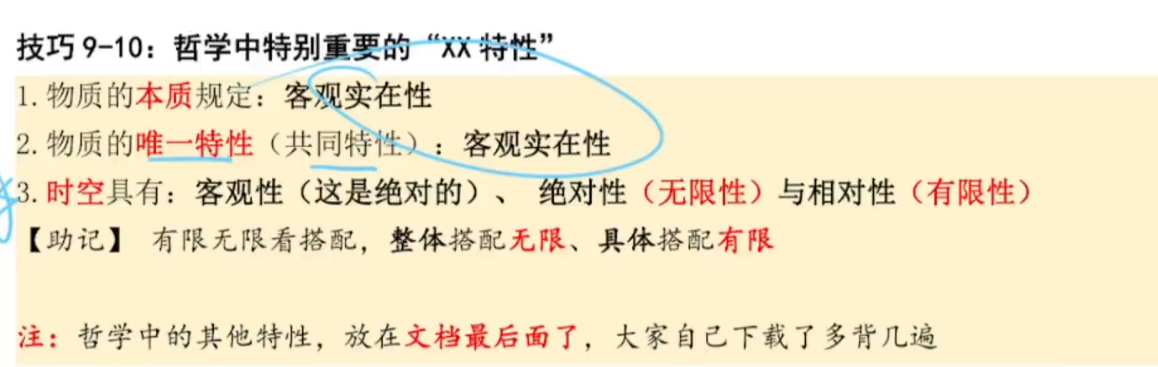 技巧 9-10：哲学中特别重要的“XX 特性”
1.物质的本质规定：客观实在性
2.物质的唯一特性（共同特性）：客观实在性
3.时空具有：客观性（这是绝对的）、 绝对性（无限性）与相对性（有限性）
【助记】 有限无限看搭配，整体搭配无限、具体搭配有限
注：哲学中的其他特性，放在文档最后面了，大家自己下载了多背几遍